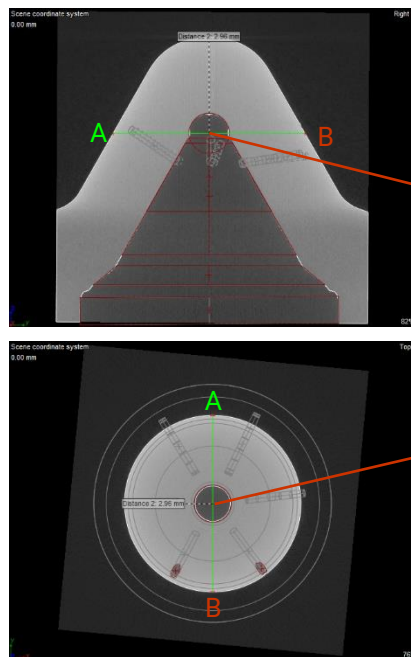 Scene coordinate system
0.00 mm
Right
Distance 2: 2.96 mm
A
B
82°
Scene coordinate system
0.00 mm
Top
A
Distance 2: 2.96 mm
B
76